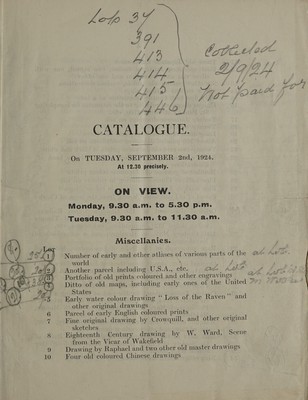 Lots 37
391
413
414
415
446
Collected
2/9/24
Not paid for
CATALOGUE.
On TUESDAY, SEPTEMBER 2nd, 1924,
At 12.30 precisely.
ON VIEW.
Monday, 9.30 a.m. to 5.30 p.m.
Tuesday, 9.30 a.m. to 11.30 a.m.
Miscellanies.
Lot
1 Number of early and other atlases of various parts of the
world
2 Another parcel including U.S.A., etc.
3 Portfolio of old prints coloured and other engravings
4 Ditto of old maps, including early ones of the United
States
5 Early water colour drawing "Loss of the Raven" and
other original drawings
6 Parcel of early English coloured prints
7 Fine original drawing by Crowquill, and other original
sketches
8 Eighteenth Century drawing by W. Ward, Scene
from the Vicar of Wakefield
9 Drawing by Raphael and two other old master drawings
10 Four old coloured Chinese drawings